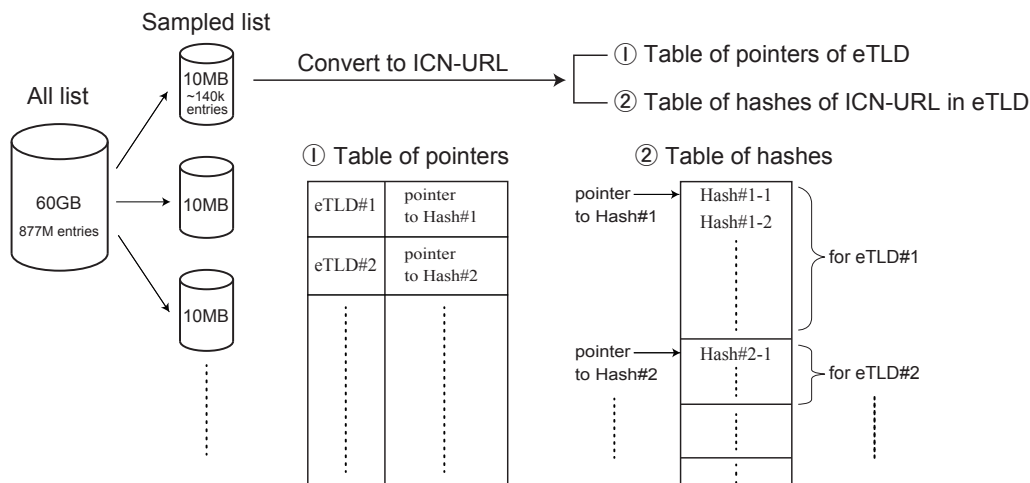 Sampled list
All list
10MB
~140k
entries
60GB
877M entries
10MB
10MB
Convert to ICN-URL
① Table of pointers of eTLD
② Table of hashes of ICN-URL in eTLD
① Table of pointers
eTLD#1
pointer
to Hash#1
eTLD#2
pointer
to Hash#2
② Table of hashes
pointer
to Hash#1
Hash#1-1
Hash#1-2
for eTLD#1
pointer
to Hash#2
Hash#2-1
for eTLD#2